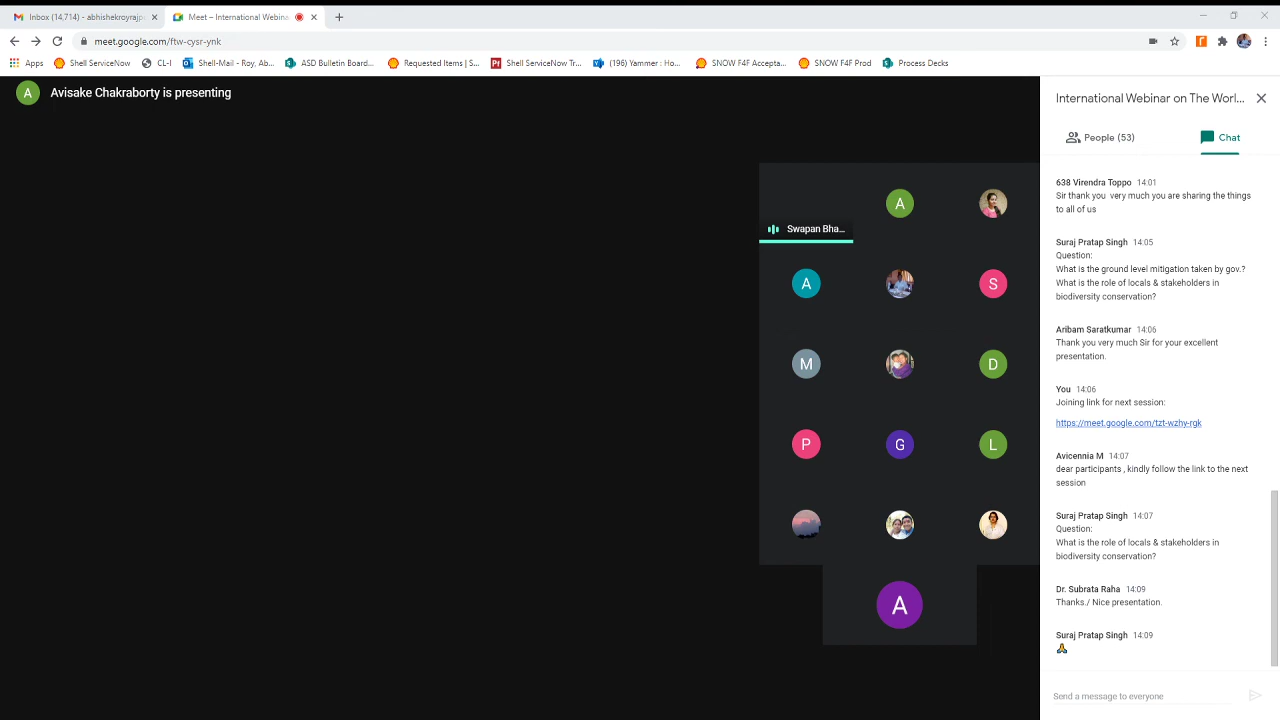 Inbox (14,714) - abhishekroyrajp
Meet – International Webina
meet.google.com/ftw-cysr-ynk
Apps
Shell ServiceNow
CL-I
Shell-Mail - Roy, Ab...
ASD Bulletin Board...
Requested Items | S...
Shell ServiceNow Tr...
(196) Yammer : Ho...
SNOW F4F Accepta...
SNOW F4F Prod
Process Decks
A
Avisake Chakraborty is presenting
A
Swapan Bha...
A
S
M
D
P
G
L
A
International Webinar on The Worl...
People (53)
Chat
638 Virendra Toppo 14:01
Sir thank you very much you are sharing the things
to all of us
Suraj Pratap Singh 14:05
Question:
What is the ground level mitigation taken by gov.?
What is the role of locals & stakeholders in
biodiversity conservation?
Aribam Saratkumar 14:06
Thank you very much Sir for your excellent
presentation.
You 14:06
Joining link for next session:
https://meet.google.com/tzt-wzhy-rgk
Avicennia M 14:07
dear participants , kindly follow the link to the next
session
Suraj Pratap Singh 14:07
Question:
What is the role of locals & stakeholders in
biodiversity conservation?
Dr. Subrata Raha 14:09
Thanks./ Nice presentation.
Suraj Pratap Singh 14:09
🙏
Send a message to everyone